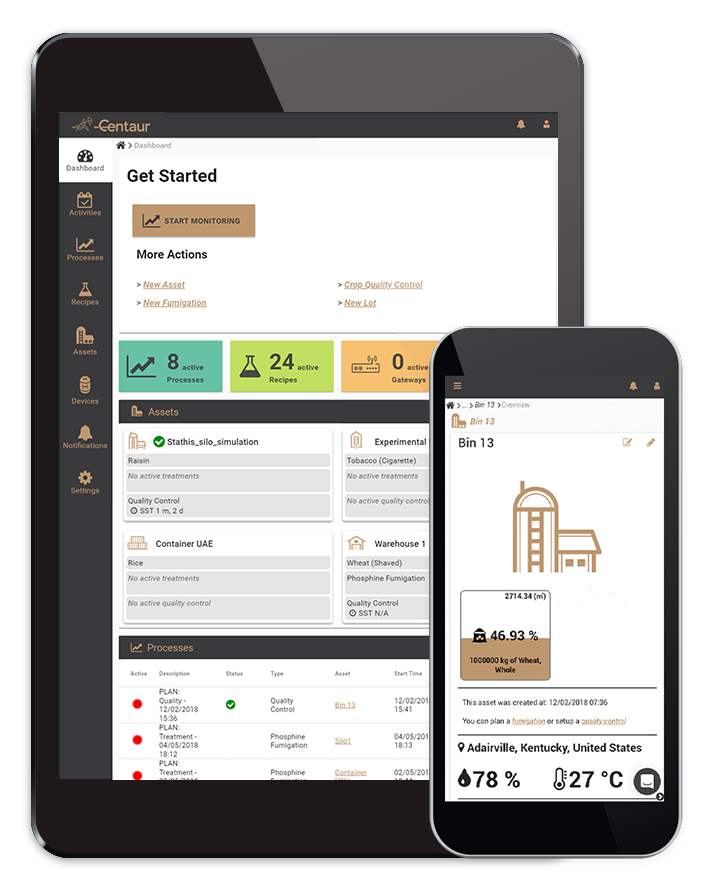 Centaur
Dashboard
Dashboard
Activities
Processes
Recipes
Assets
Devices
Notifications
Settings
Get Started
START MONITORING
More Actions
> New Asset
> Crop Quality Control
> New Fumigation
> New Lot
8 active
Processes
24 active
Recipes
0 active
Gateways
Assets
Stathis_silo_simulation
Raisin
No active treatments
Quality Control
SST 1 m, 2 d
Experimental
Tobacco (Cigarette)
No active treatments
No active quality control
Container UAE
Rice
No active treatments
No active quality control
Warehouse 1
Wheat (Shaved)
Phosphine Fumigation
Quality Control
SST N/A
Processes
Active Description Status Type Asset Start Time
PLAN:
Quality -
12/02/2018
15:36
Quality
Control
Bin 13
12/02/2018
15:41
PLAN:
Treatment -
04/05/2018
18:12
Phosphine
Fumigation
Silo1
04/05/2018
18:13
PLAN:
Treatment -
Phosphine
Container
02/05/2018
> ... > Bin 13 > Overview
Bin 13
Bin 13
2714.34 (m³)
46.93 %
1000000 kg of Wheat,
Whole
This asset was created at: 12/02/2018 07:36
You can plan a fumigation or setup a quality control
Adairville, Kentucky, United States
78 %
27 °C